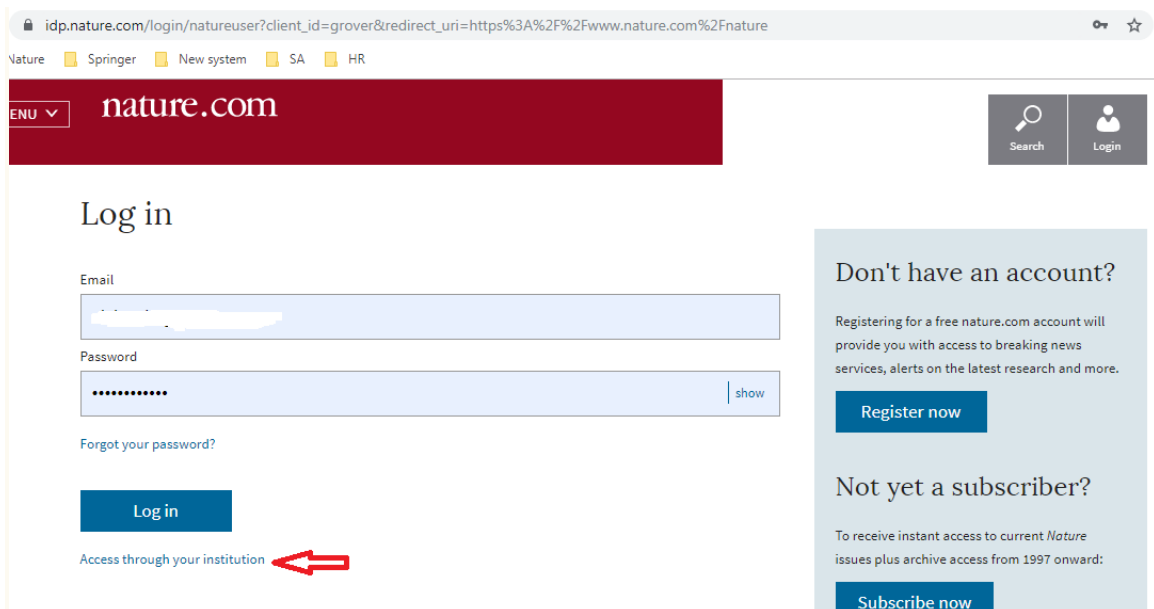 idp.nature.com/login/natureuser?client_id=grover&redirect_uri=https%3A%2F%2Fwww.nature.com%2Fnature
Nature Springer New system SA HR
ENU nature.com
Search Login
Log in
Email
Password
•••••••••••• show
Forgot your password?
Log in
Access through your institution
Don't have an account?
Registering for a free nature.com account will
provide you with access to breaking news
services, alerts on the latest research and more.
Register now
Not yet a subscriber?
To receive instant access to current Nature
issues plus archive access from 1997 onward:
Subscribe now